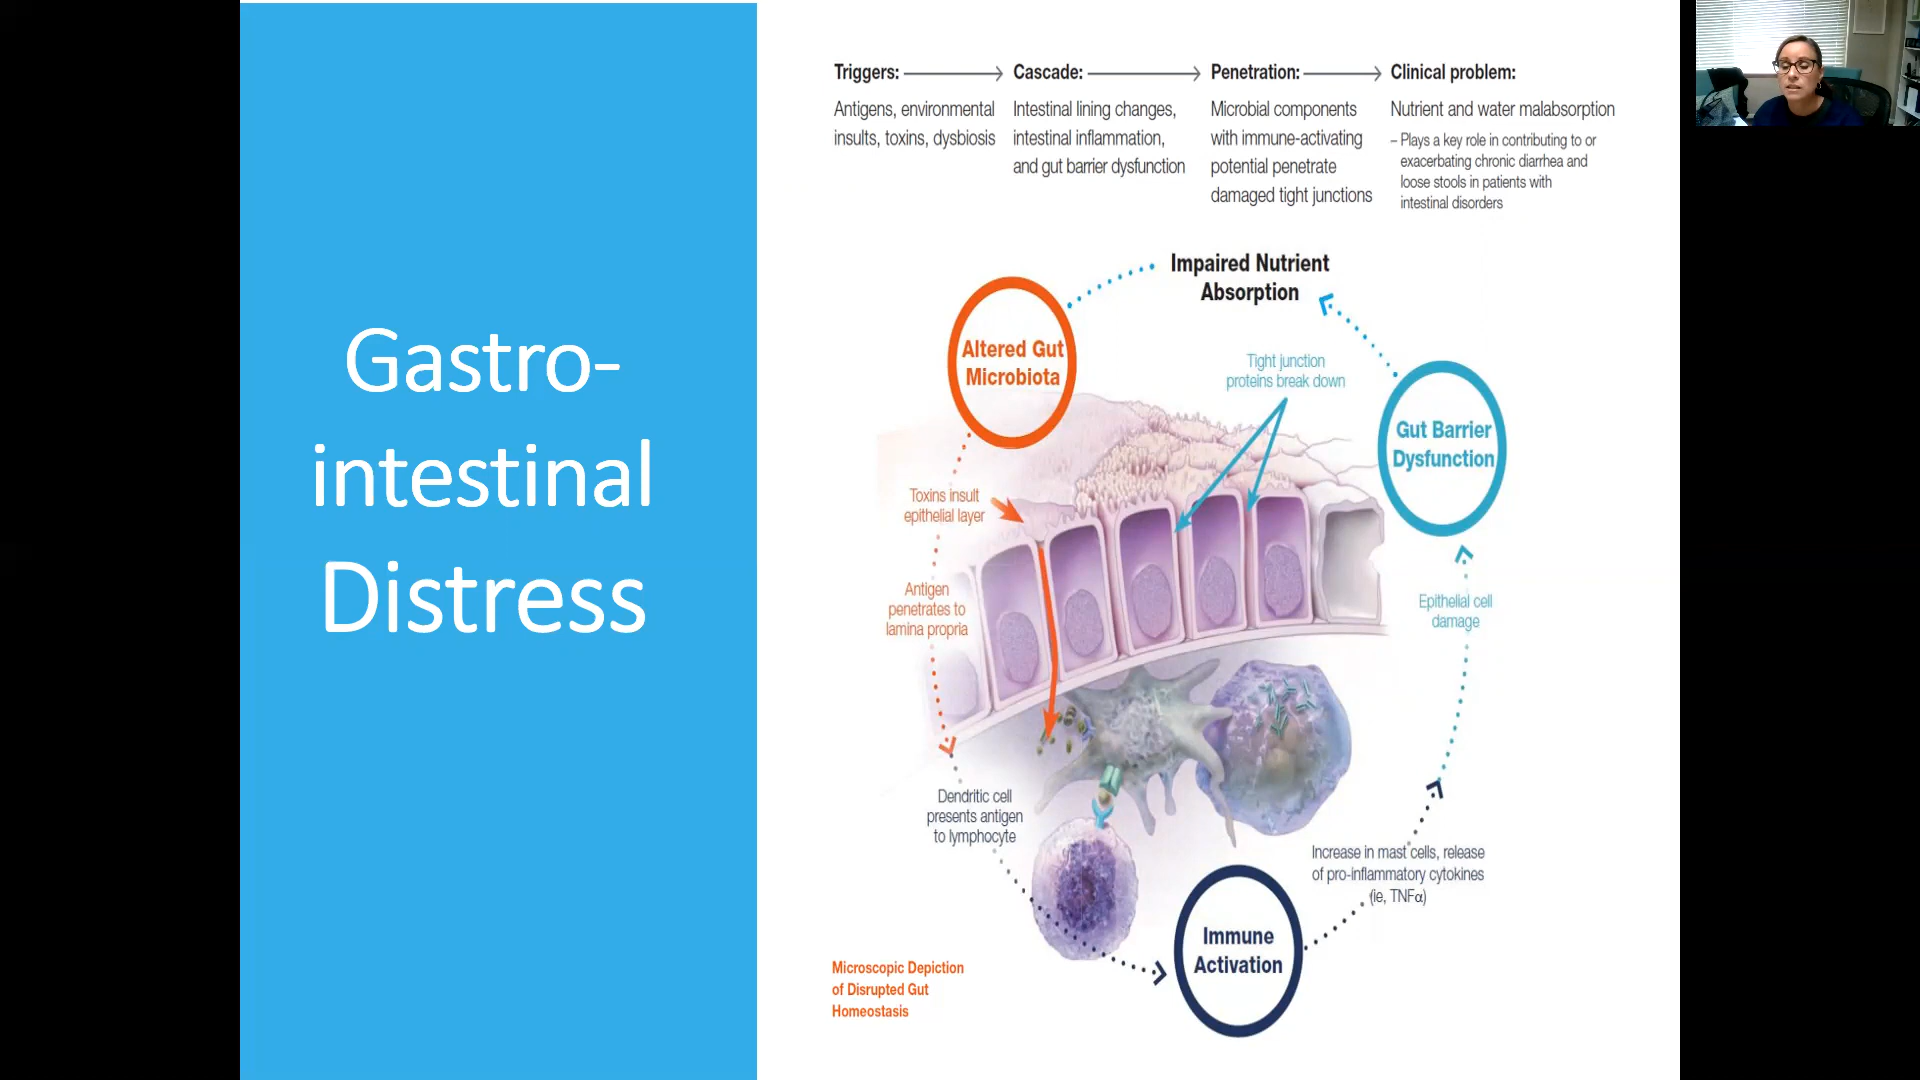 Gastro-
intestinal
Distress
Triggers:
Antigens, environmental
insults, toxins, dysbiosis
Cascade:
Intestinal lining changes,
intestinal inflammation,
and gut barrier dysfunction
Penetration:
Microbial components
with immune-activating
potential penetrate
damaged tight junctions
Clinical problem:
Nutrient and water malabsorption
– Plays a key role in contributing to or
exacerbating chronic diarrhea and
loose stools in patients with
intestinal disorders
Impaired Nutrient
Absorption
Altered Gut
Microbiota
Tight junction
proteins break down
Gut Barrier
Dysfunction
Toxins insult
epithelial layer
Antigen
penetrates to
lamina propria
Epithelial cell
damage
Dendritic cell
presents antigen
to lymphocyte
Increase in mast cells, release
of pro-inflammatory cytokines
(ie, TNFα)
Immune
Activation
Microscopic Depiction
of Disrupted Gut
Homeostasis